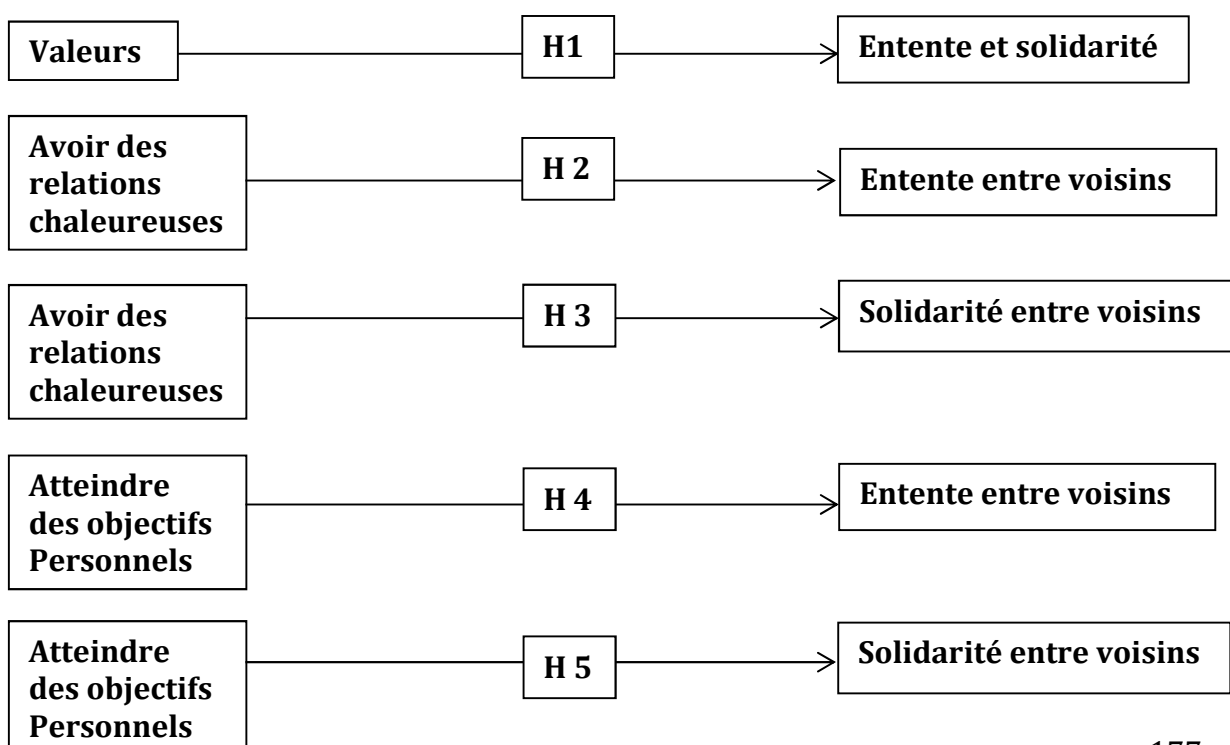 Valeurs
H1
Entente et solidarité
Avoir des
relations
chaleureuses
H 2
Entente entre voisins
Avoir des
relations
chaleureuses
H 3
Solidarité entre voisins
Atteindre
des objectifs
Personnels
H 4
Entente entre voisins
Atteindre
des objectifs
Personnels
H 5
Solidarité entre voisins